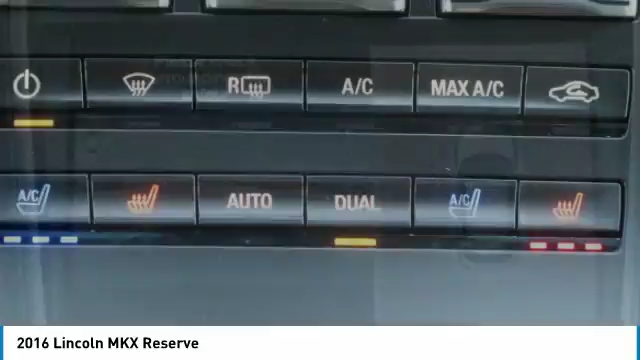 R A/C MAX A/C
A/C AUTO DUAL A/C
2016 Lincoln MKX Reserve